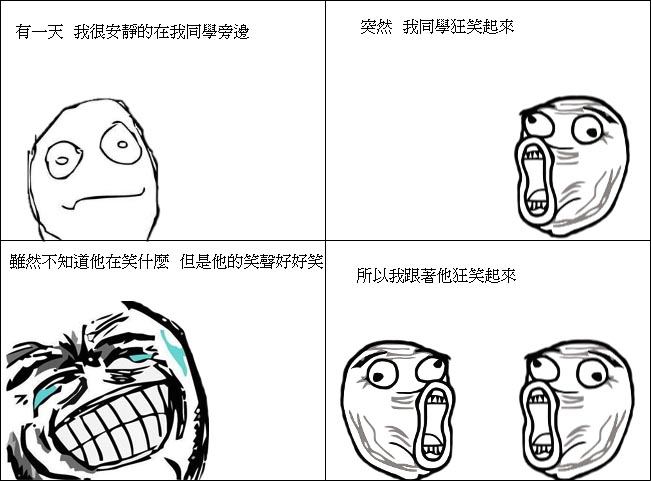 有一天 我很安靜的在我同學旁邊
突然 我同學狂笑起來
雖然不知道他在笑什麼 但是他的笑聲好好笑
所以我跟著他狂笑起來